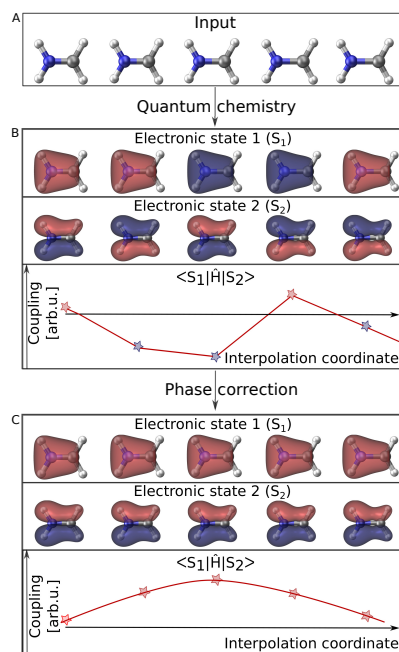 A
Input
Quantum chemistry
B
Electronic state 1 (S₁)
Electronic state 2 (S₂)
<S₁|Ĥ|S₂>
Coupling
[arb.u.]
Interpolation coordinate
Phase correction
C
Electronic state 1 (S₁)
Electronic state 2 (S₂)
<S₁|Ĥ|S₂>
Coupling
[arb.u.]
Interpolation coordinate